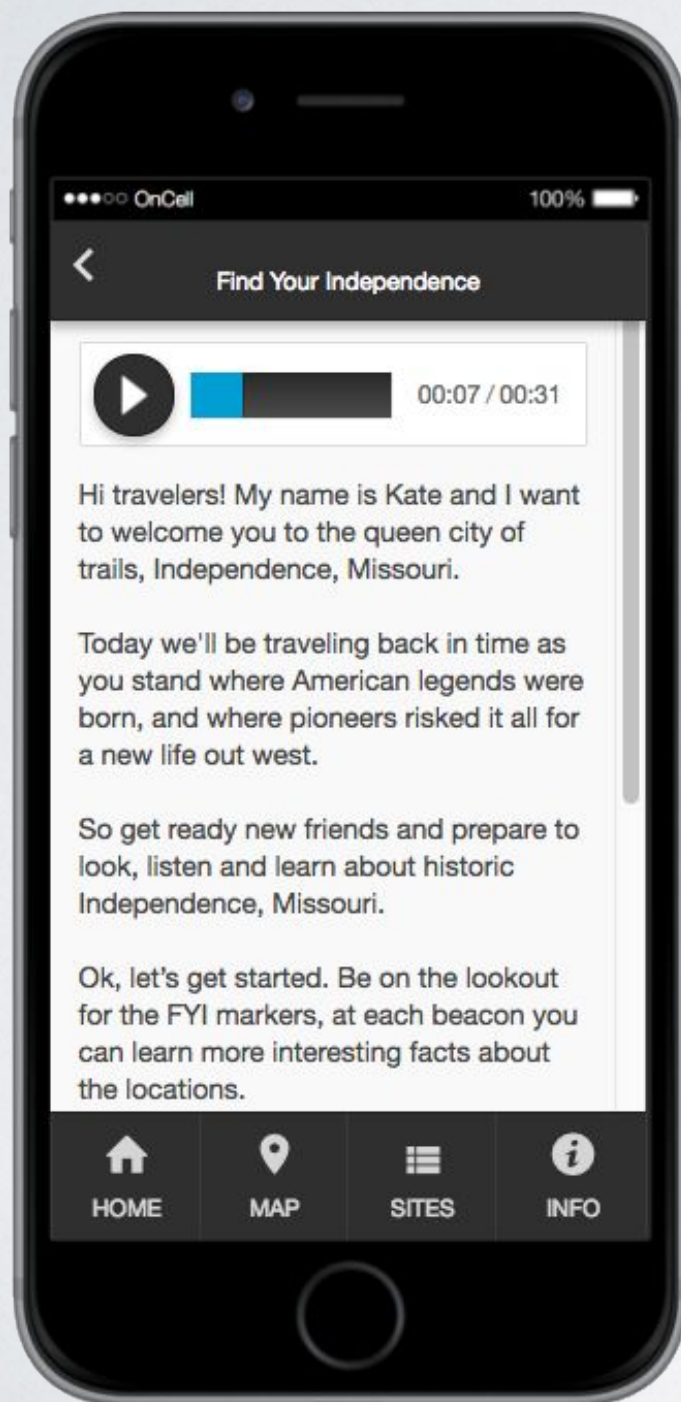 OnCell
100%
Find Your Independence
00:07 / 00:31
Hi travelers! My name is Kate and I want
to welcome you to the queen city of
trails, Independence, Missouri.
Today we'll be traveling back in time as
you stand where American legends were
born, and where pioneers risked it all for
a new life out west.
So get ready new friends and prepare to
look, listen and learn about historic
Independence, Missouri.
Ok, let’s get started. Be on the lookout
for the FYI markers, at each beacon you
can learn more interesting facts about
the locations.
HOME MAP SITES INFO